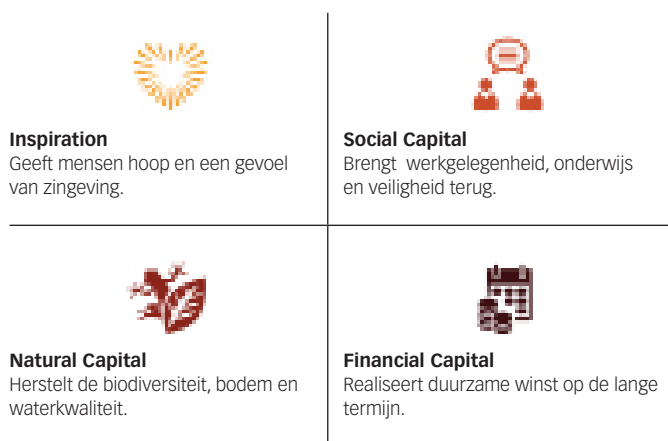 Inspiration
Geeft mensen hoop en een gevoel
van zingeving.
Social Capital
Brengt werkgelegenheid, onderwijs
en veiligheid terug.
Natural Capital
Herstelt de biodiversiteit, bodem en
waterkwaliteit.
Financial Capital
Realiseert duurzame winst op de lange
termijn.